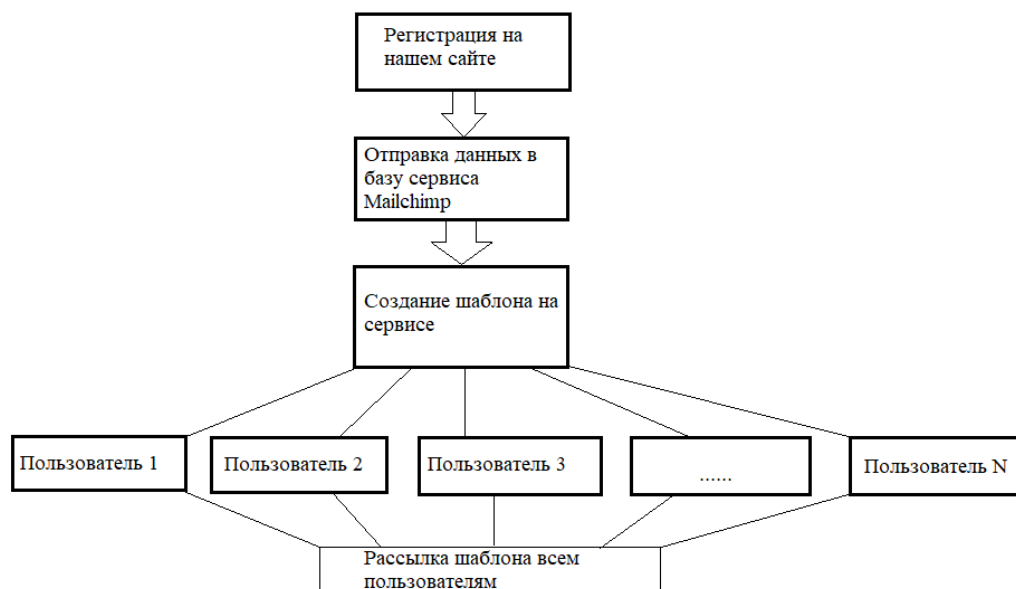 Регистрация на
нашем сайте
Отправка данных в
базу сервиса
Mailchimp
Создание шаблона на
сервисе
Пользователь 1
Пользователь 2
Пользователь 3
......
Пользователь N
Рассылка шаблона всем
пользователям